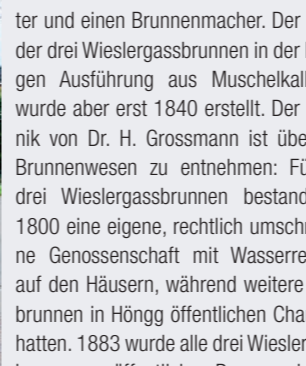 ter und einen Brunnenmacher. Der
der drei Wieslergassbrunnen in der
gen Ausführung aus Muschelkal
wurde aber erst 1840 erstellt. Der
nik von Dr. H. Grossmann ist übe
Brunnenwesen zu entnehmen: Fü
drei Wieslergassbrunnen bestand
1800 eine eigene, rechtlich umschr
ne Genossenschaft mit Wasserre
auf den Häusern, während weitere
brunnen in Höngg öffentlichen Cha
hatten. 1883 wurde alle drei Wiesler